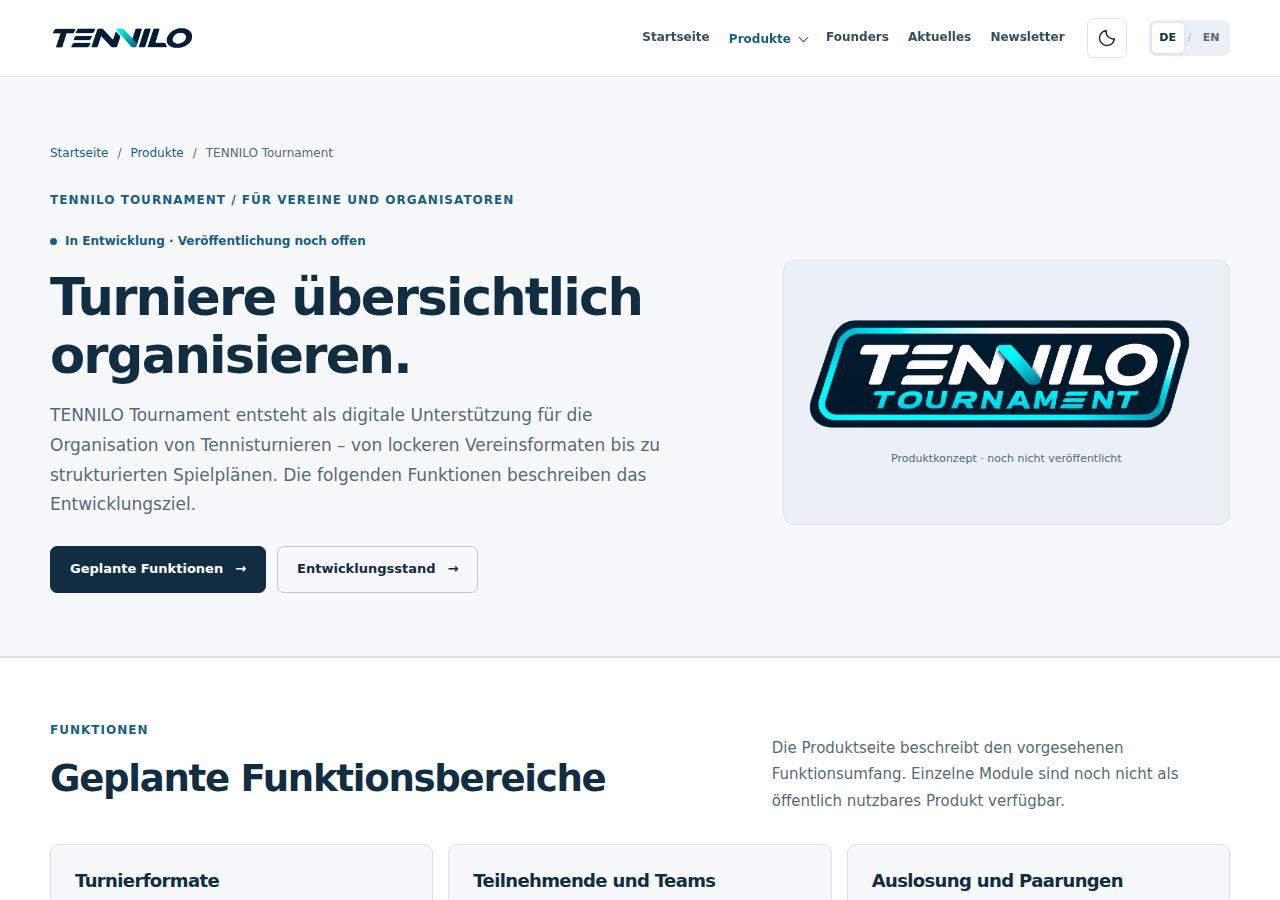 TENNILO
Startseite
Produkte
Founders
Aktuelles
Newsletter
DE / EN
Startseite / Produkte / TENNILO Tournament
TENNILO TOURNAMENT / FÜR VEREINE UND ORGANISATOREN
In Entwicklung · Veröffentlichung noch offen
Turniere übersichtlich
organisieren.
TENNILO Tournament entsteht als digitale Unterstützung für die
Organisation von Tennisturnieren – von lockeren Vereinsformaten bis zu
strukturierten Spielplänen. Die folgenden Funktionen beschreiben das
Entwicklungsziel.
Geplante Funktionen →
Entwicklungsstand →
TENNILO
TOURNAMENT
Produktkonzept · noch nicht veröffentlicht
FUNKTIONEN
Geplante Funktionsbereiche
Die Produktseite beschreibt den vorgesehenen
Funktionsumfang. Einzelne Module sind noch nicht als
öffentlich nutzbares Produkt verfügbar.
Turnierformate
Teilnehmende und Teams
Auslosung und Paarungen